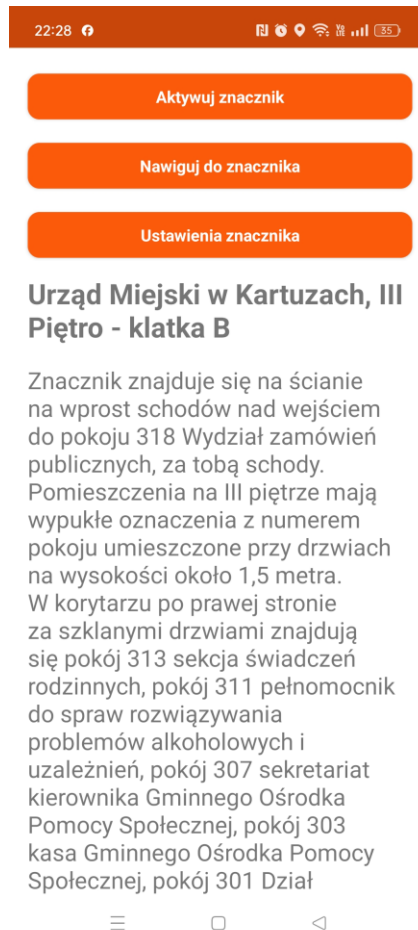 22:28
35
Aktywuj znacznik
Nawiguj do znacznika
Ustawienia znacznika
Urząd Miejski w Kartuzach, III
Piętro - klatka B
Znacznik znajduje się na ścianie
na wprost schodów nad wejściem
do pokoju 318 Wydział zamówień
publicznych, za tobą schody.
Pomieszczenia na III piętrze mają
wypukłe oznaczenia z numerem
pokoju umieszczone przy drzwiach
na wysokości około 1,5 metra.
W korytarzu po prawej stronie
za szklanymi drzwiami znajdują
się pokój 313 sekcja świadczeń
rodzinnych, pokój 311 pełnomocnik
do spraw rozwiązywania
problemów alkoholowych i
uzależnień, pokój 307 sekretariat
kierownika Gminnego Ośrodka
Pomocy Społecznej, pokój 303
kasa Gminnego Ośrodka Pomocy
Społecznej, pokój 301 Dział